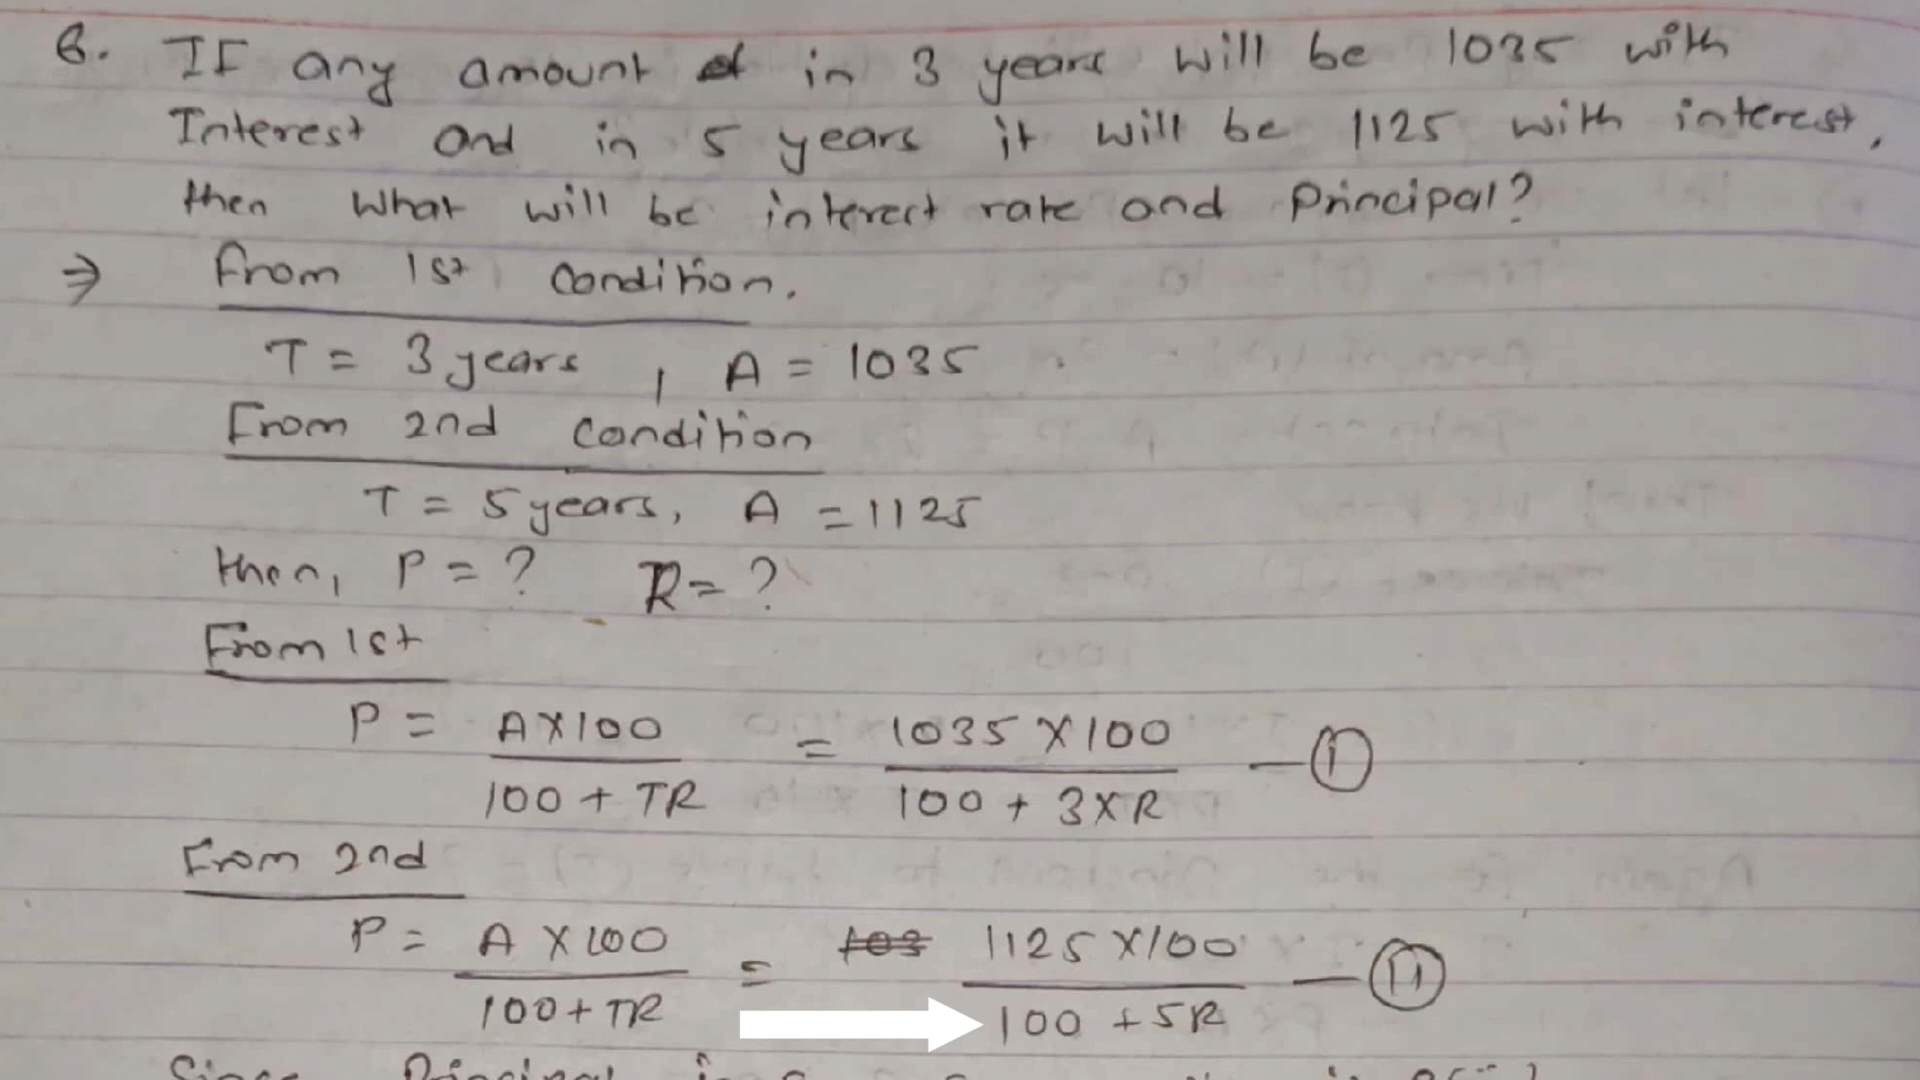 6. If any amount in 3 years will be 1035 with
Interest and in 5 years it will be 1125 with interest,
then what will be interest rate and principal?
⇒ From 1st condition.
T = 3 years, A = 1035
From 2nd condition
T = 5 years, A = 1125
then, P = ? R = ?
From 1st
P = A×100 / 100 + TR = 1035 × 100 / 100 + 3×R — (I)
From 2nd
P = A × 100 / 100 + TR = 1125 × 100 / 100 + 5R — (II)
Since Principal